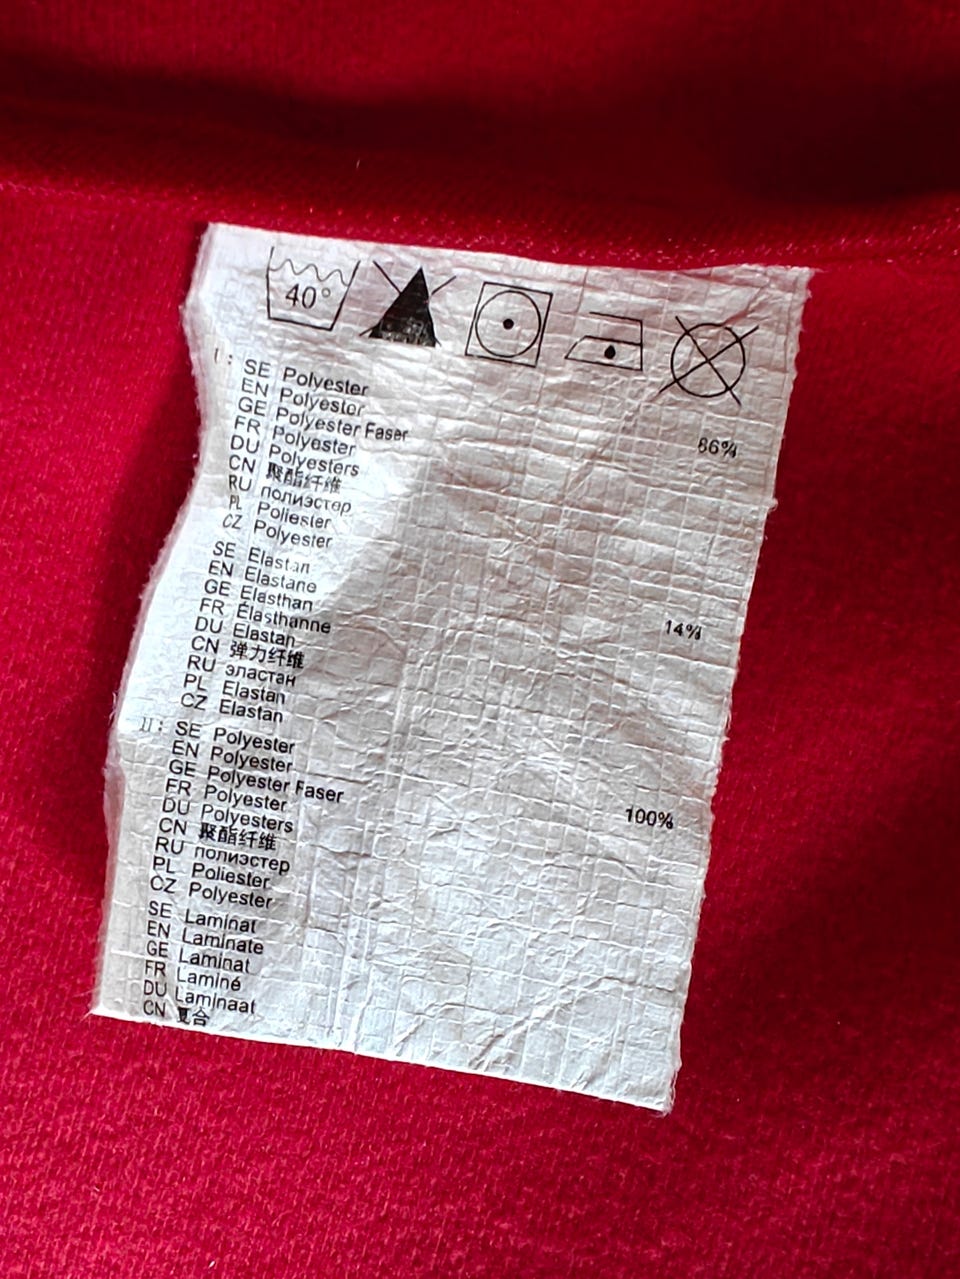 40°
I: SE Polyester
EN Polyester
GE Polyester Faser
FR Polyester 86%
DU Polyesters
CN 聚酯纤维
RU полиэстер
PL Poliester
CZ Polyester
SE Elastan
EN Elastane
GE Elasthan
FR Élasthanne
DU Elastan 14%
CN 弹力纤维
RU эластан
PL Elastan
CZ Elastan
II: SE Polyester
EN Polyester
GE Polyester Faser
FR Polyester
DU Polyesters 100%
CN 聚酯纤维
RU полиэстер
PL Poliester
CZ Polyester
SE Laminat
EN Laminate
GE Laminat
FR Laminé
DU Laminaat
CN 复合